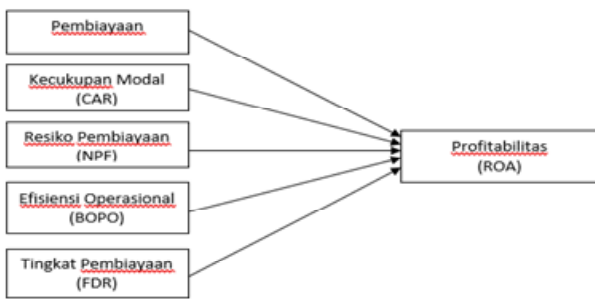 Pembiayaan
Kecukupan Modal
(CAR)
Resiko Pembiayaan
(NPF)
Efisiensi Operasional
(BOPO)
Tingkat Pembiayaan
(FDR)
Profitabilitas
(ROA)